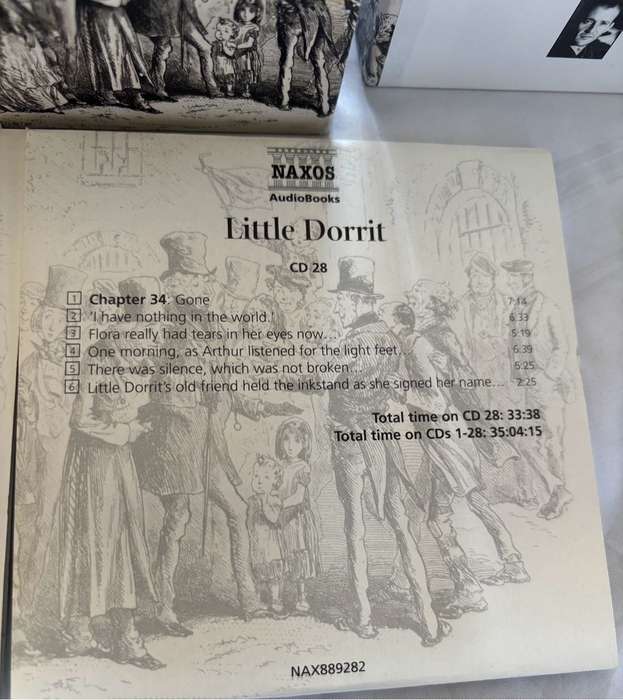 NAXOS
AudioBooks
Little Dorrit
CD 28
1 Chapter 34: Gone 7:14
2 'I have nothing in the world.' 6:33
3 Flora really had tears in her eyes now... 5:19
4 One morning, as Arthur listened for the light feet... 6:39
5 There was silence, which was not broken... 5:25
6 Little Dorrit's old friend held the inkstand as she signed her name... 2:25
Total time on CD 28: 33:38
Total time on CDs 1-28: 35:04:15
NAX889282